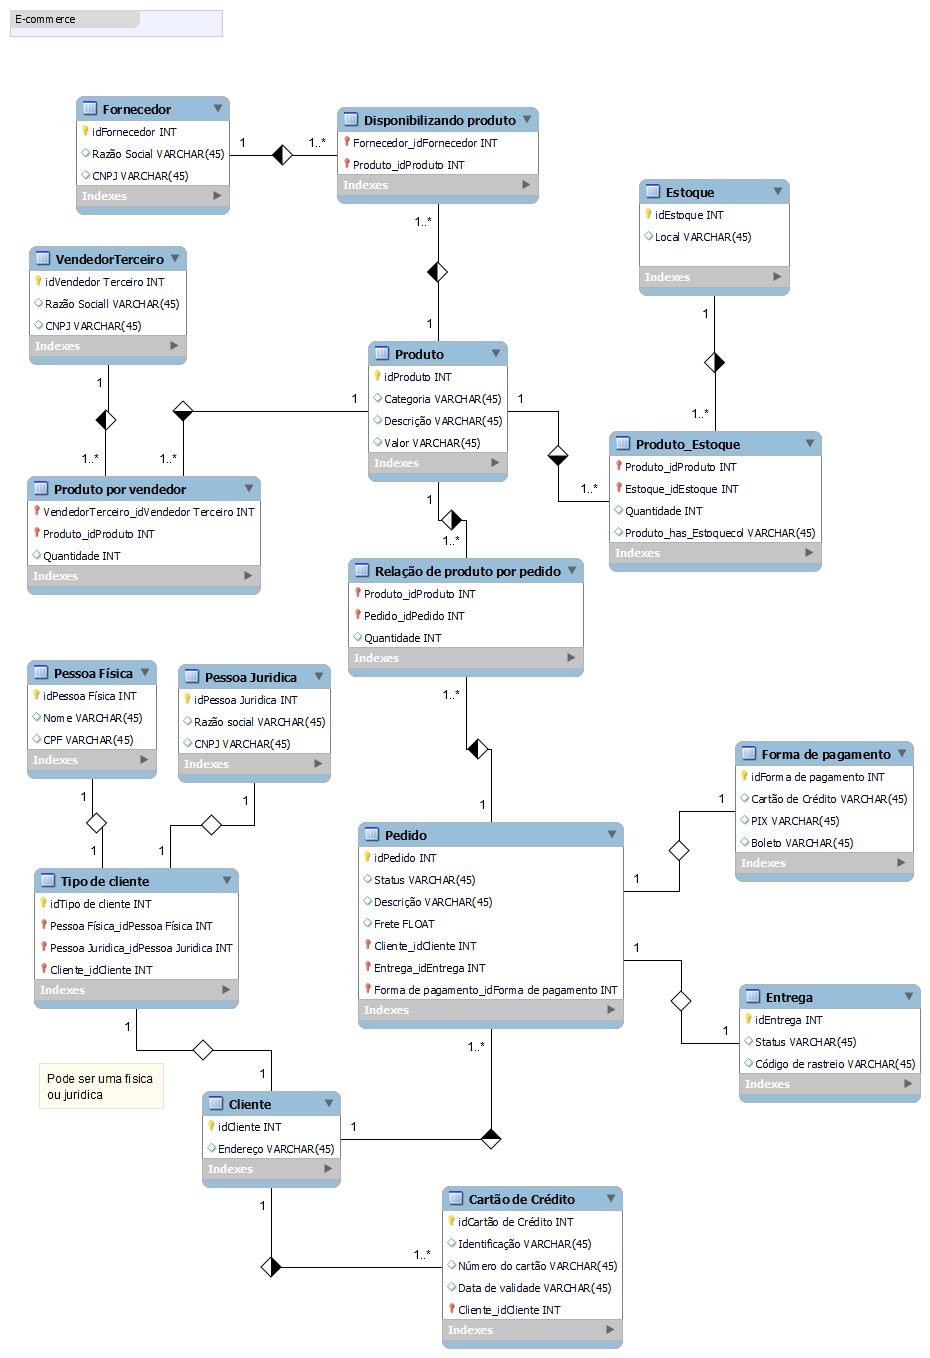 E-commerce
Fornecedor
idFornecedor INT
Razão Social VARCHAR(45)
CNPJ VARCHAR(45)
Indexes
1
1..*
Disponibilizando produto
Fornecedor_idFornecedor INT
Produto_idProduto INT
Indexes
1..*
1
Estoque
idEstoque INT
Local VARCHAR(45)
Indexes
1
1..*
VendedorTerceiro
idVendedor Terceiro INT
Razão Sociall VARCHAR(45)
CNPJ VARCHAR(45)
Indexes
1
1..*
Produto
idProduto INT
Categoria VARCHAR(45)
Descrição VARCHAR(45)
Valor VARCHAR(45)
Indexes
1
1..*
1
1..*
1
1..*
Produto_Estoque
Produto_idProduto INT
Estoque_idEstoque INT
Quantidade INT
Produto_has_Estoquecol VARCHAR(45)
Indexes
Produto por vendedor
VendedorTerceiro_idVendedor Terceiro INT
Produto_idProduto INT
Quantidade INT
Indexes
Relação de produto por pedido
Produto_idProduto INT
Pedido_idPedido INT
Quantidade INT
Indexes
1..*
1
Pessoa Física
idPessoa Física INT
Nome VARCHAR(45)
CPF VARCHAR(45)
Indexes
1
1
Pessoa Juridica
idPessoa Juridica INT
Razão social VARCHAR(45)
CNPJ VARCHAR(45)
Indexes
1
1
Forma de pagamento
idForma de pagamento INT
Cartão de Crédito VARCHAR(45)
PIX VARCHAR(45)
Boleto VARCHAR(45)
Indexes
1
1
Pedido
idPedido INT
Status VARCHAR(45)
Descrição VARCHAR(45)
Frete FLOAT
Cliente_idCliente INT
Entrega_idEntrega INT
Forma de pagamento_idForma de pagamento INT
Indexes
1
1
1..*
Tipo de cliente
idTipo de cliente INT
Pessoa Física_idPessoa Física INT
Pessoa Juridica_idPessoa Juridica INT
Cliente_idCliente INT
Indexes
1
1
Entrega
idEntrega INT
Status VARCHAR(45)
Código de rastreio VARCHAR(45)
Indexes
Pode ser uma física
ou juridica
Cliente
idCliente INT
Endereço VARCHAR(45)
Indexes
1
1
1..*
Cartão de Crédito
idCartão de Crédito INT
Identificação VARCHAR(45)
Número do cartão VARCHAR(45)
Data de validade VARCHAR(45)
Cliente_idCliente INT
Indexes